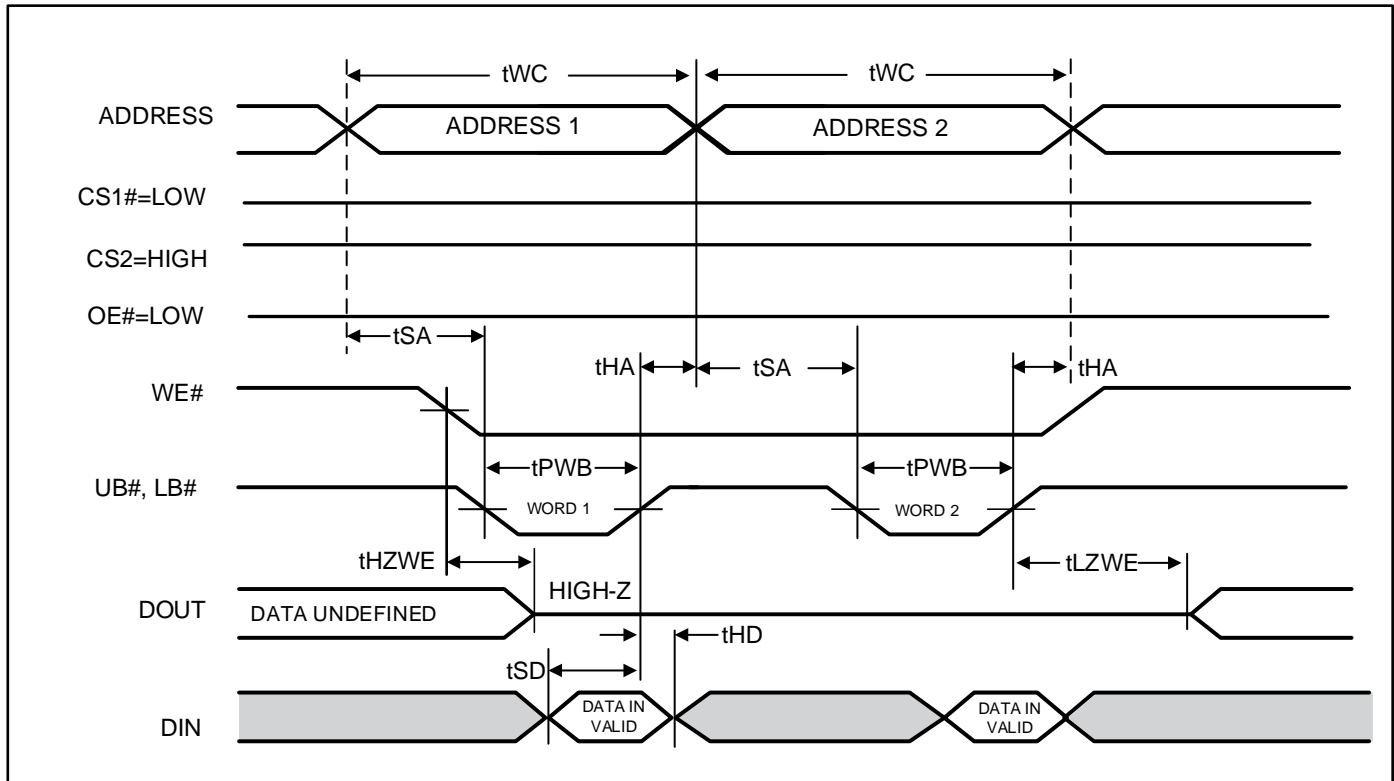 tWC tWC
ADDRESS ADDRESS 1 ADDRESS 2
CS1#=LOW
CS2=HIGH
OE#=LOW
tSA tHA tSA tHA
WE#
tPWB tPWB
UB#, LB# WORD 1 WORD 2
tHZWE tLZWE
HIGH-Z
DOUT DATA UNDEFINED
tHD
tSD
DIN DATA IN VALID DATA IN VALID